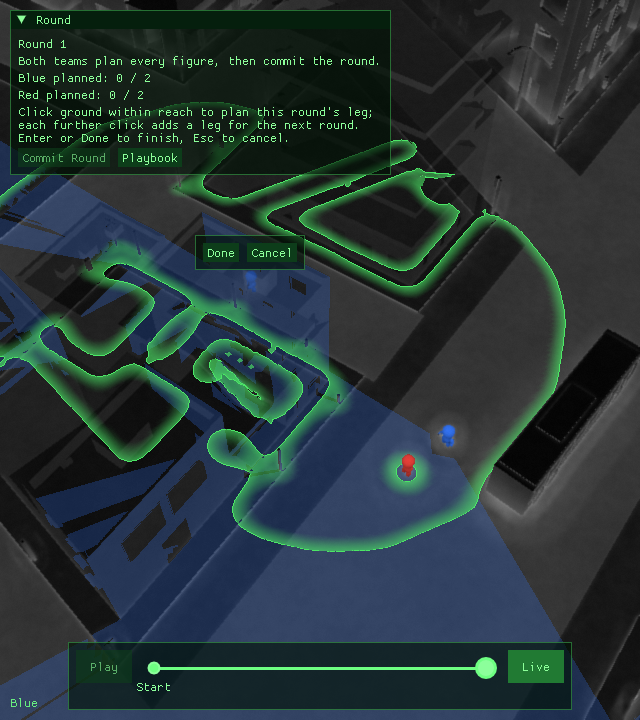 ▼ Round
Round 1
Both teams plan every figure, then commit the round.
Blue planned: 0 / 2
Red planned: 0 / 2
Click ground within reach to plan this round's leg;
each further click adds a leg for the next round.
Enter or Done to finish, Esc to cancel.
Commit Round Playbook
Done Cancel
Play Live
Start
Blue